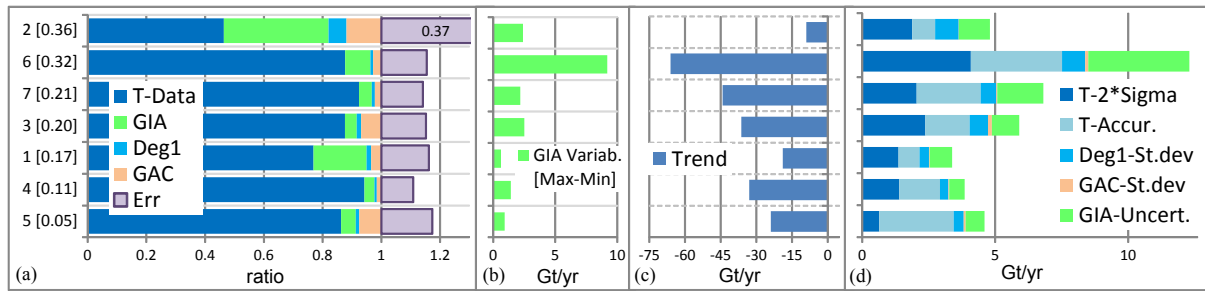 2 [0.36]
6 [0.32]
7 [0.21]
3 [0.20]
1 [0.17]
4 [0.11]
5 [0.05]
T-Data
GIA
Deg1
GAC
Err
0.37
0 0.2 0.4 0.6 0.8 1 1.2
ratio
(a)
GIA Variab.
[Max-Min]
0 5 10
Gt/yr
(b)
Trend
-75 -60 -45 -30 -15 0
Gt/yr
(c)
T-2*Sigma
T-Accur.
Deg1-St.dev
GAC-St.dev
GIA-Uncert.
0 5 10
Gt/yr
(d)